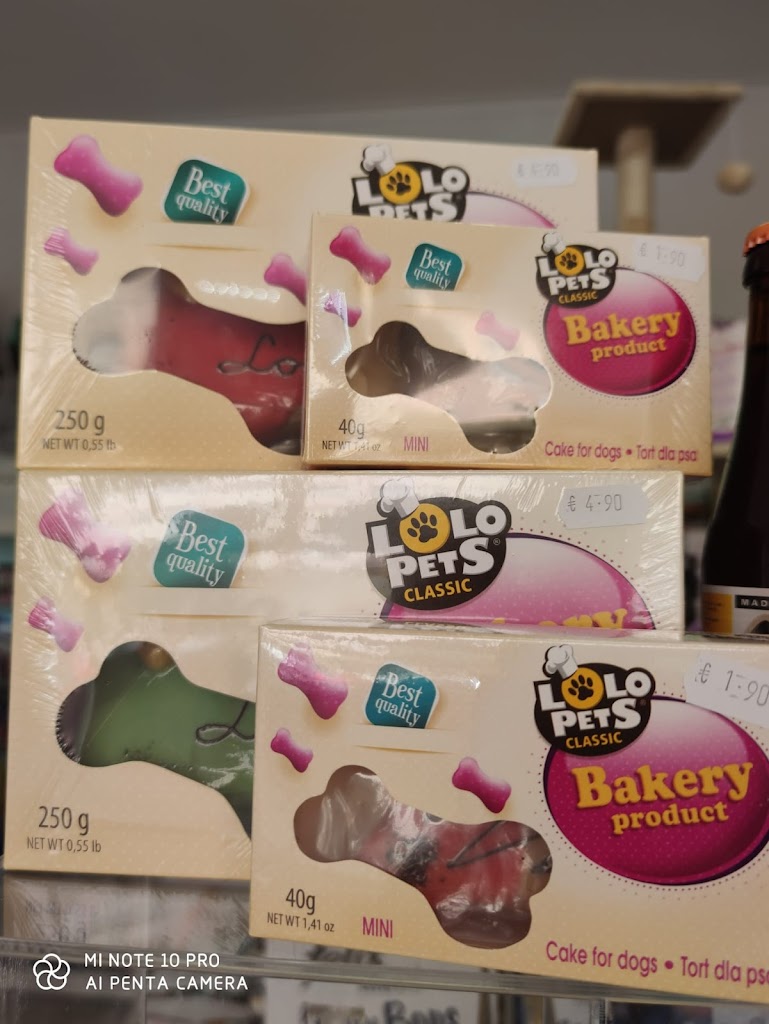 Best
quality
LOLO
PETS
250 g
NET WT 0,55 lb
Lo
Best
quality
LOLO
PETS
CLASSIC
€ 1.90
Bakery
product
40g
MINI
Cake for dogs • Tort dla psa
Best
quality
LOLO
PETS®
CLASSIC
€ 4.90
250 g
NET WT 0,55 lb
L
MAD
Best
quality
LOLO
PETS
CLASSIC
€ 1.90
Bakery
product
40g
NET WT 1,41 oz
MINI
Cake for dogs • Tort dla psa
MI NOTE 10 PRO
AI PENTA CAMERA